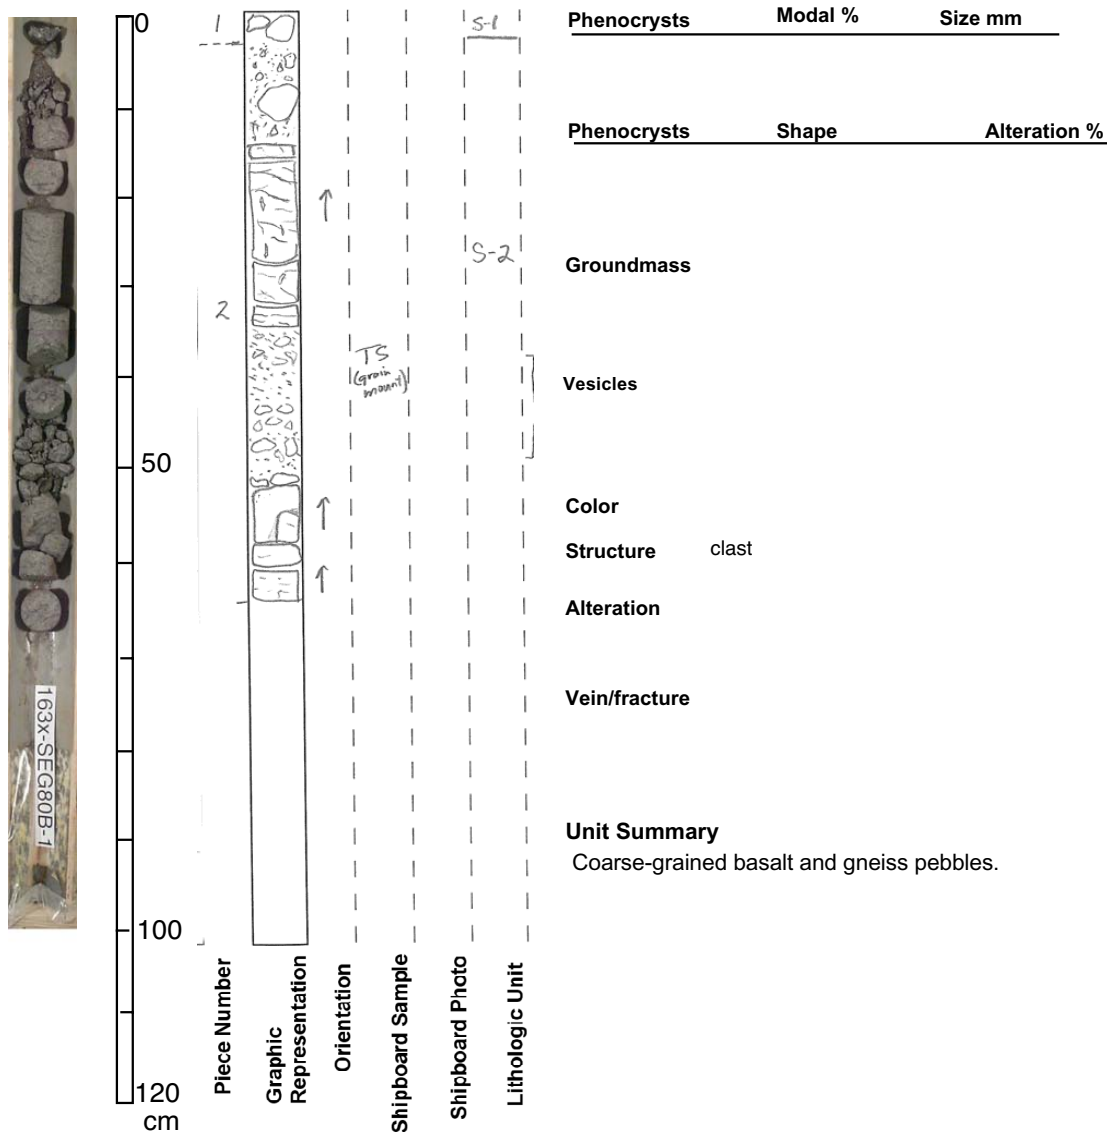 0
1
S-1
Phenocrysts Modal % Size mm
Phenocrysts Shape Alteration %
S-2
Groundmass
2
TS
(grain
mount)
Vesicles
50
Color
Structure clast
Alteration
Vein/fracture
163x-SEG80B-1
Unit Summary
Coarse-grained basalt and gneiss pebbles.
100
120
cm
Piece Number
Graphic
Representation
Orientation
Shipboard Sample
Shipboard Photo
Lithologic Unit